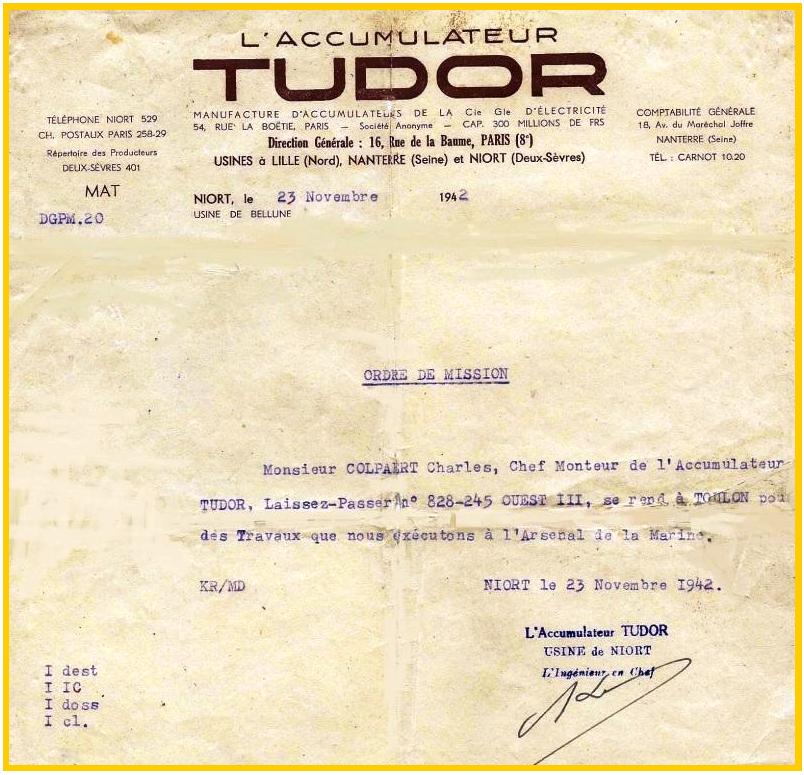 L'ACCUMULATEUR
TUDOR
MANUFACTURE D'ACCUMULATEURS DE LA Cie Gle D'ÉLECTRICITÉ
54, RUE LA BOËTIE, PARIS — Société Anonyme — CAP. 300 MILLIONS DE FRS
Direction Générale : 16, Rue de la Baume, PARIS (8e)
USINES à LILLE (Nord), NANTERRE (Seine) et NIORT (Deux-Sèvres)
TÉLÉPHONE NIORT 529
CH. POSTAUX PARIS 258-29
Répertoire des Producteurs
DEUX-SÈVRES 401
MAT
DGPM.20
COMPTABILITÉ GÉNÉRALE
18, Av. du Maréchal Joffre
NANTERRE (Seine)
TÉL. : CARNOT 10.20
NIORT, le 23 Novembre 1942
USINE DE BELLUNE
ORDRE DE MISSION
Monsieur COLPAERT Charles, Chef Monteur de l'Accumulateur
TUDOR, Laissez-Passer n° 828-245 OUEST III, se rend à TOULON pou
des Travaux que nous exécutons à l'Arsenal de la Marine.
KR/MD NIORT le 23 Novembre I942.
L'Accumulateur TUDOR
USINE de NIORT
L'Ingénieur en Chef
I dest
I IC
I doss
I cl.